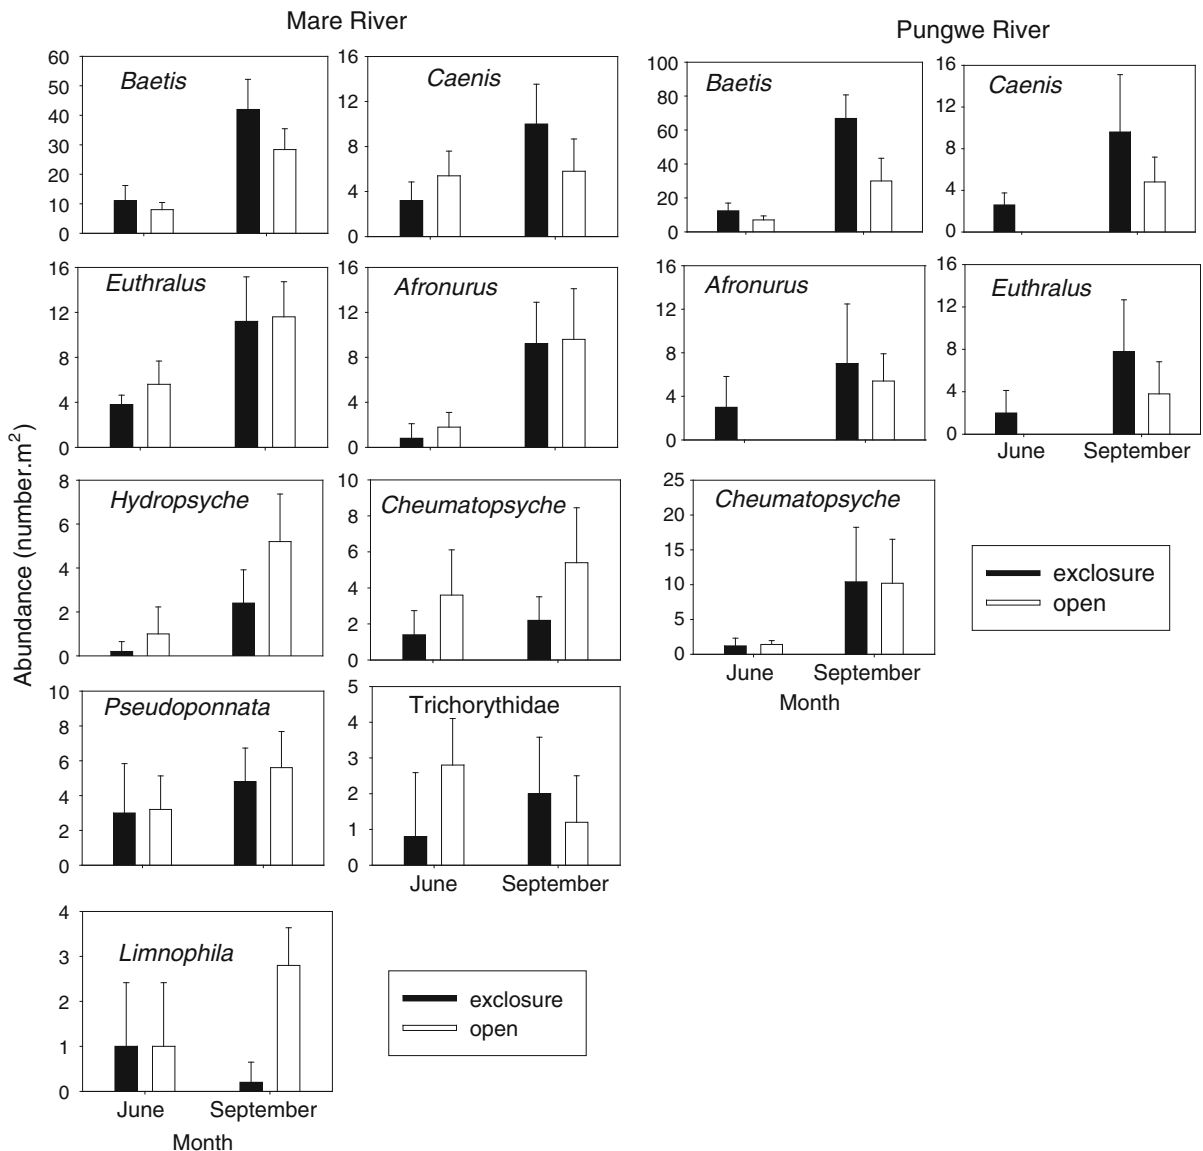 Mare River
Pungwe River
Abundance (number.m²)
60
50
40
30
20
10
0
Baetis
16
12
8
4
0
Caenis
100
80
60
40
20
0
Baetis
16
12
8
4
0
Caenis
16
12
8
4
0
Euthralus
16
12
8
4
0
Afronurus
16
12
8
4
0
Afronurus
16
12
8
4
0
Euthralus
June September
8
6
4
2
0
Hydropsyche
10
8
6
4
2
0
Cheumatopsyche
25
20
15
10
5
0
Cheumatopsyche
June September
Month
exclosure
open
10
8
6
4
2
0
Pseudoponnata
5
4
3
2
1
0
Trichorythidae
June September
4
3
2
1
0
Limnophila
June September
Month
exclosure
open